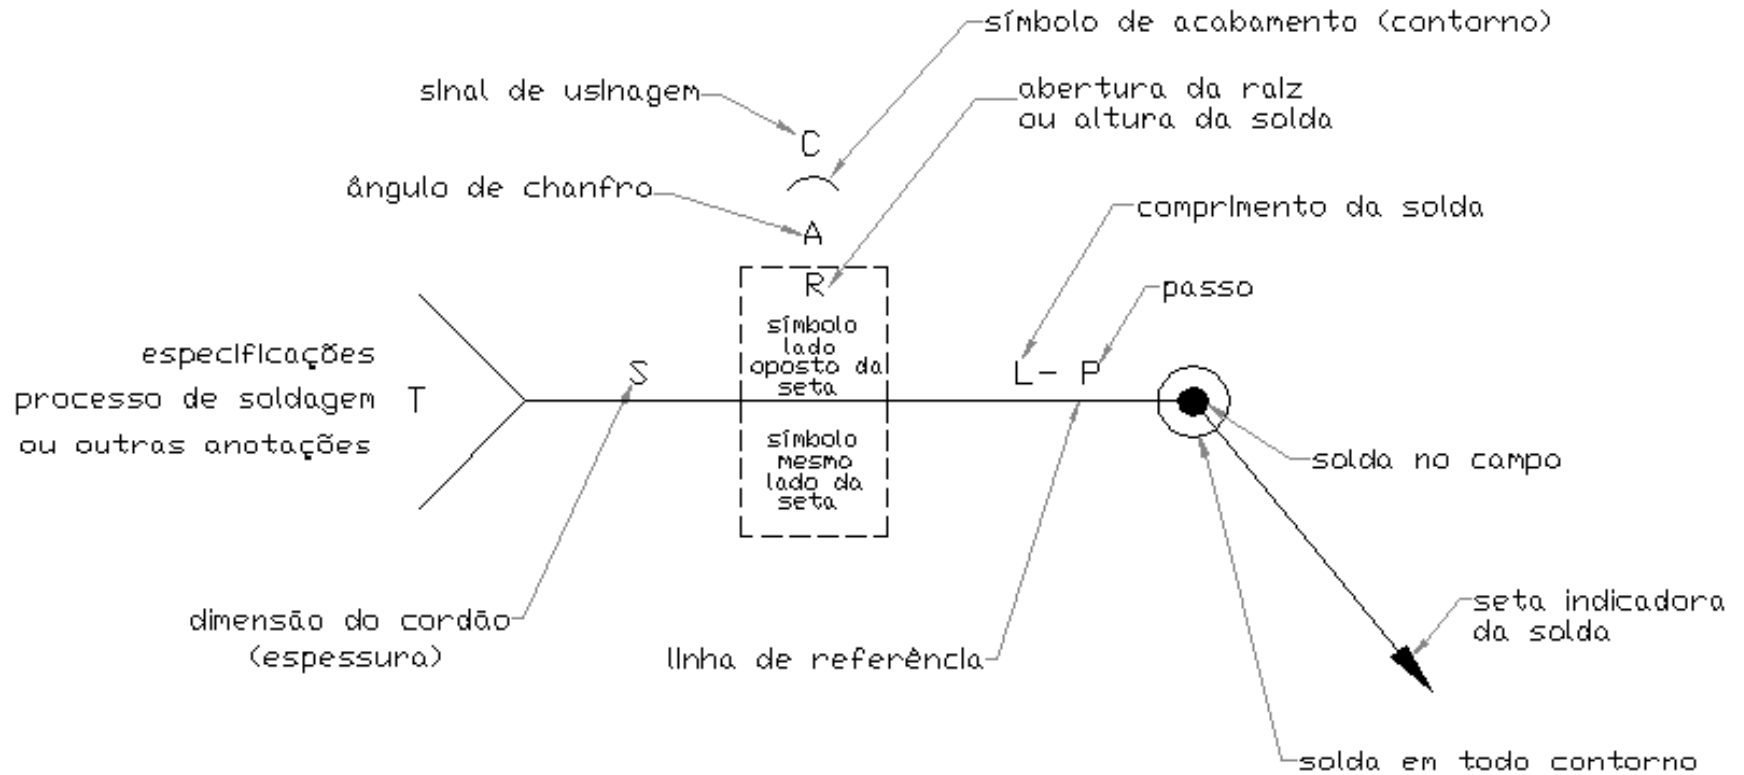 símbolo de acabamento (contorno)
sinal de usinagem
abertura da raiz
ou altura da solda
C
ângulo de chanfro
A
comprimento da solda
R
passo
símbolo
lado
oposto da
seta
especificações
processo de soldagem
ou outras anotações
T
S
L- P
símbolo
mesmo
lado da
seta
solda no campo
dimensão do cordão
(espessura)
linha de referência
seta indicadora
da solda
solda em todo contorno